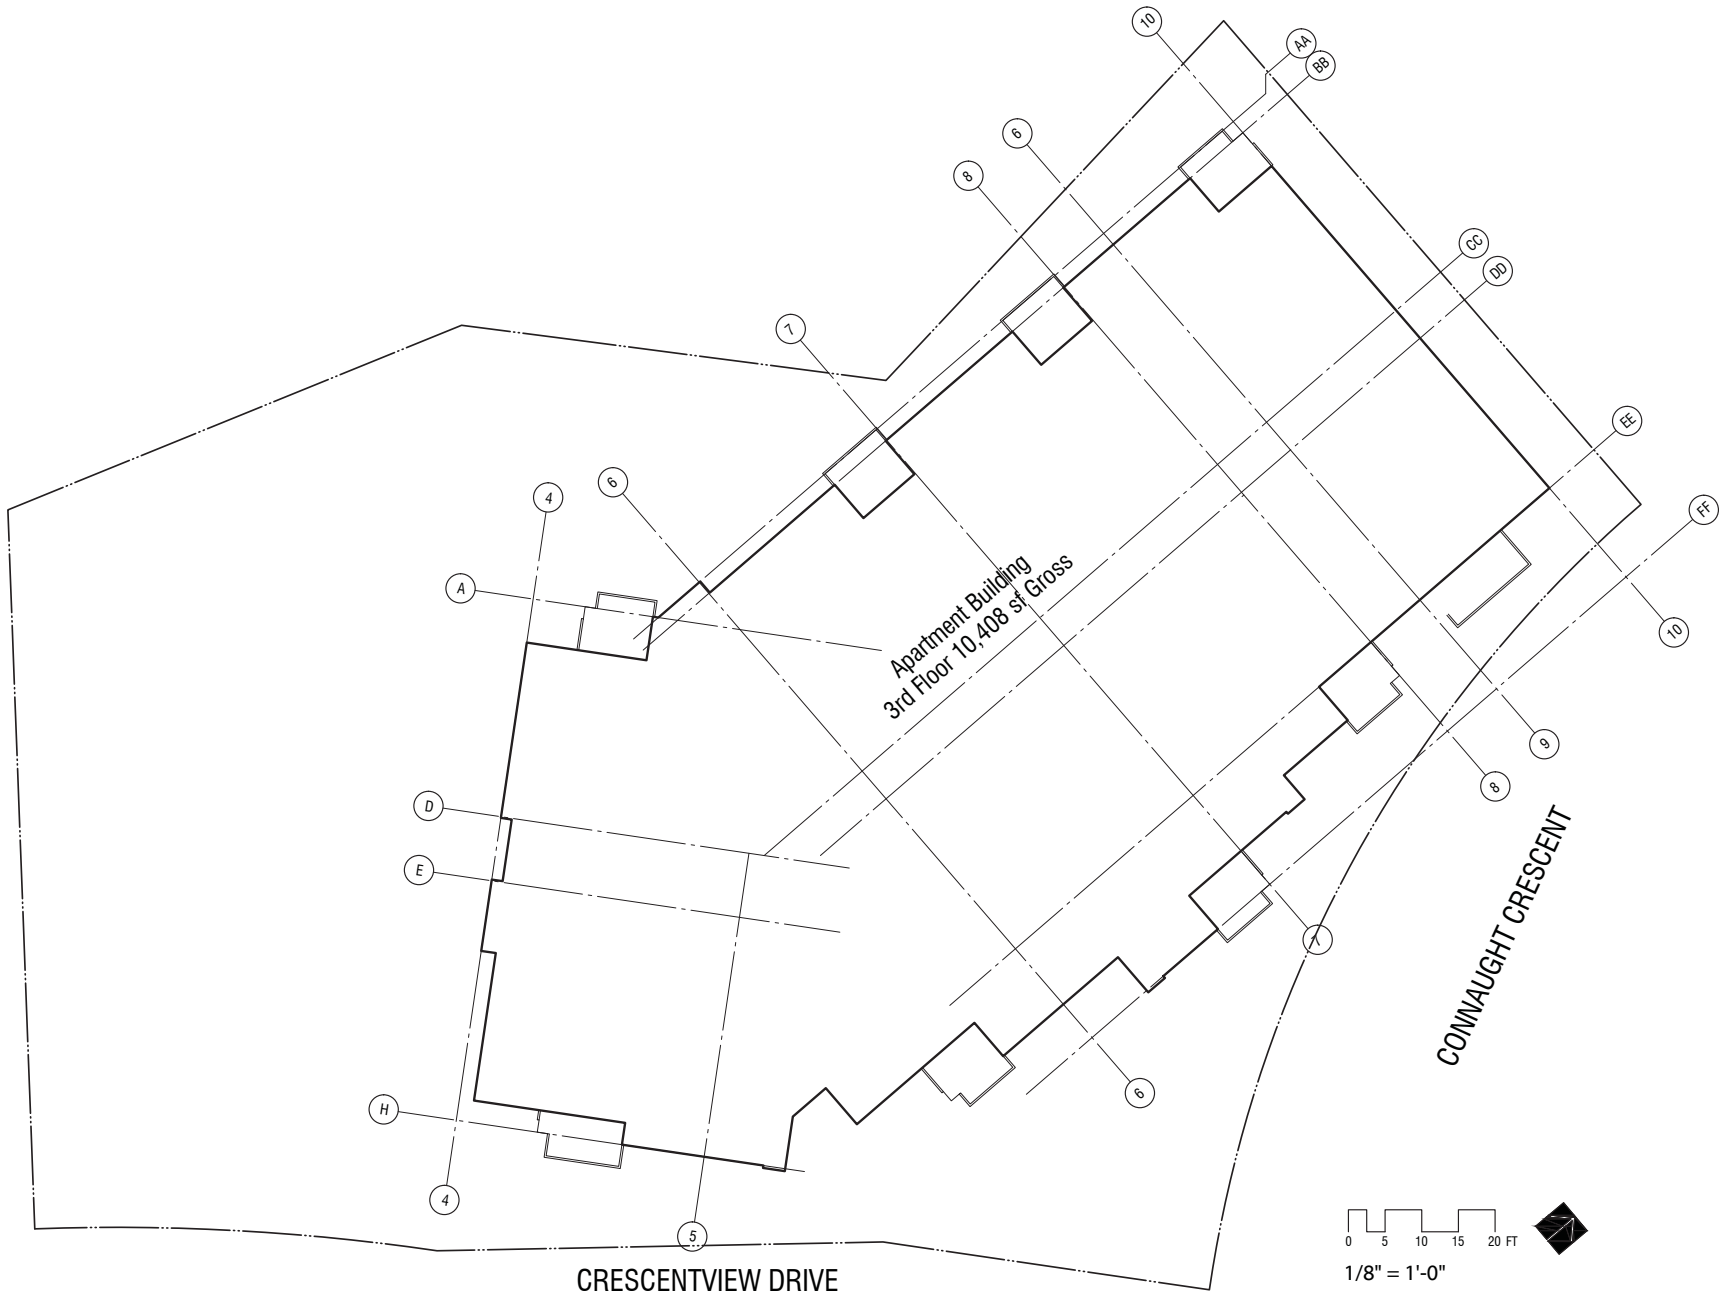 10
AA
BB
6
8
CC
DD
7
EE
6
4
FF
A
Apartment Building
3rd Floor 10,408 sf Gross
10
9
8
D
E
CONNAUGHT CRESCENT
7
6
H
4
5
0 5 10 15 20 FT
1/8" = 1'-0"
CRESCENTVIEW DRIVE